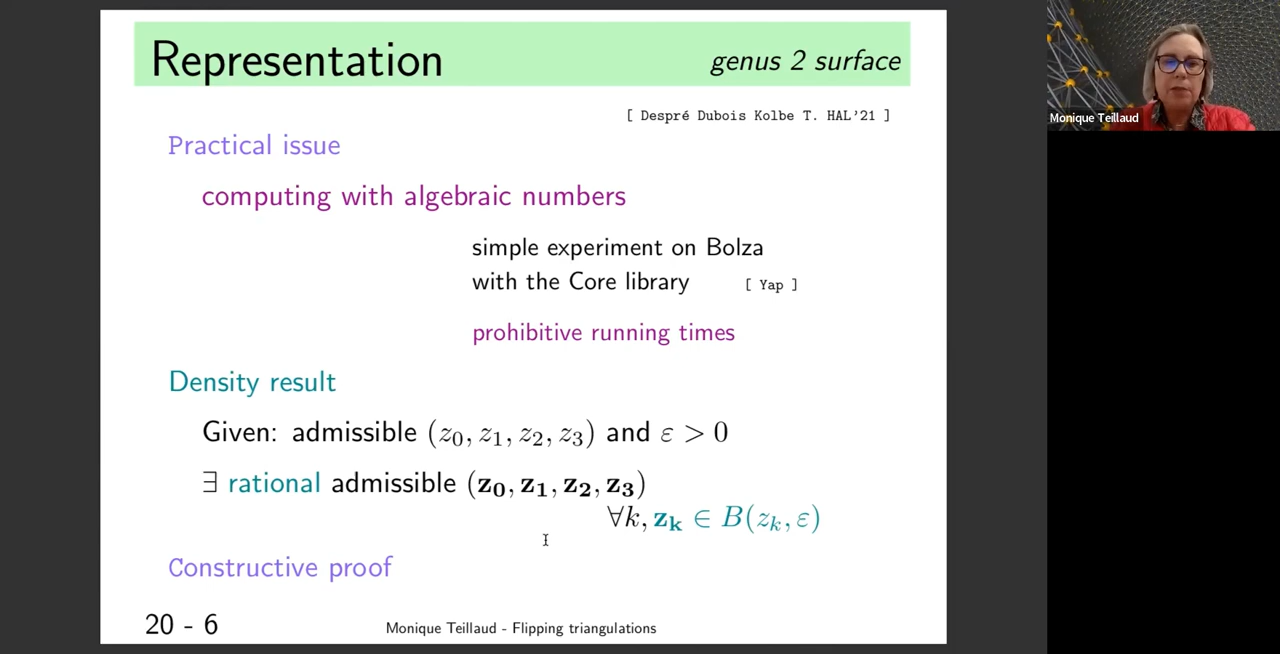 Representation
genus 2 surface
[ Despré Dubois Kolbe T. HAL'21 ]
Practical issue
computing with algebraic numbers
simple experiment on Bolza
with the Core library [ Yap ]
prohibitive running times
Density result
Given: admissible (z₀, z₁, z₂, z₃) and ε > 0
∃ rational admissible (𝐳₀, 𝐳₁, 𝐳₂, 𝐳₃)
∀k, 𝐳ₖ ∈ B(zₖ, ε)
Constructive proof
20 - 6
Monique Teillaud - Flipping triangulations
Monique Teillaud